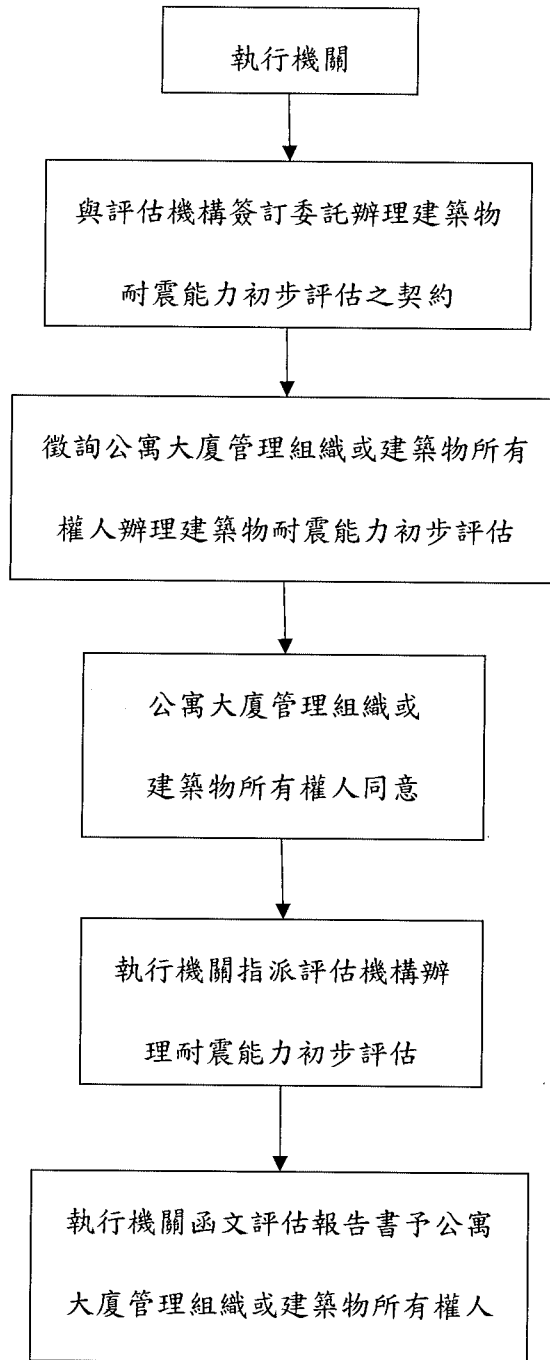 執行機關
與評估機構簽訂委託辦理建築物
耐震能力初步評估之契約
徵詢公寓大廈管理組織或建築物所有
權人辦理建築物耐震能力初步評估
公寓大廈管理組織或
建築物所有權人同意
執行機關指派評估機構辦
理耐震能力初步評估
執行機關函文評估報告書予公寓
大廈管理組織或建築物所有權人